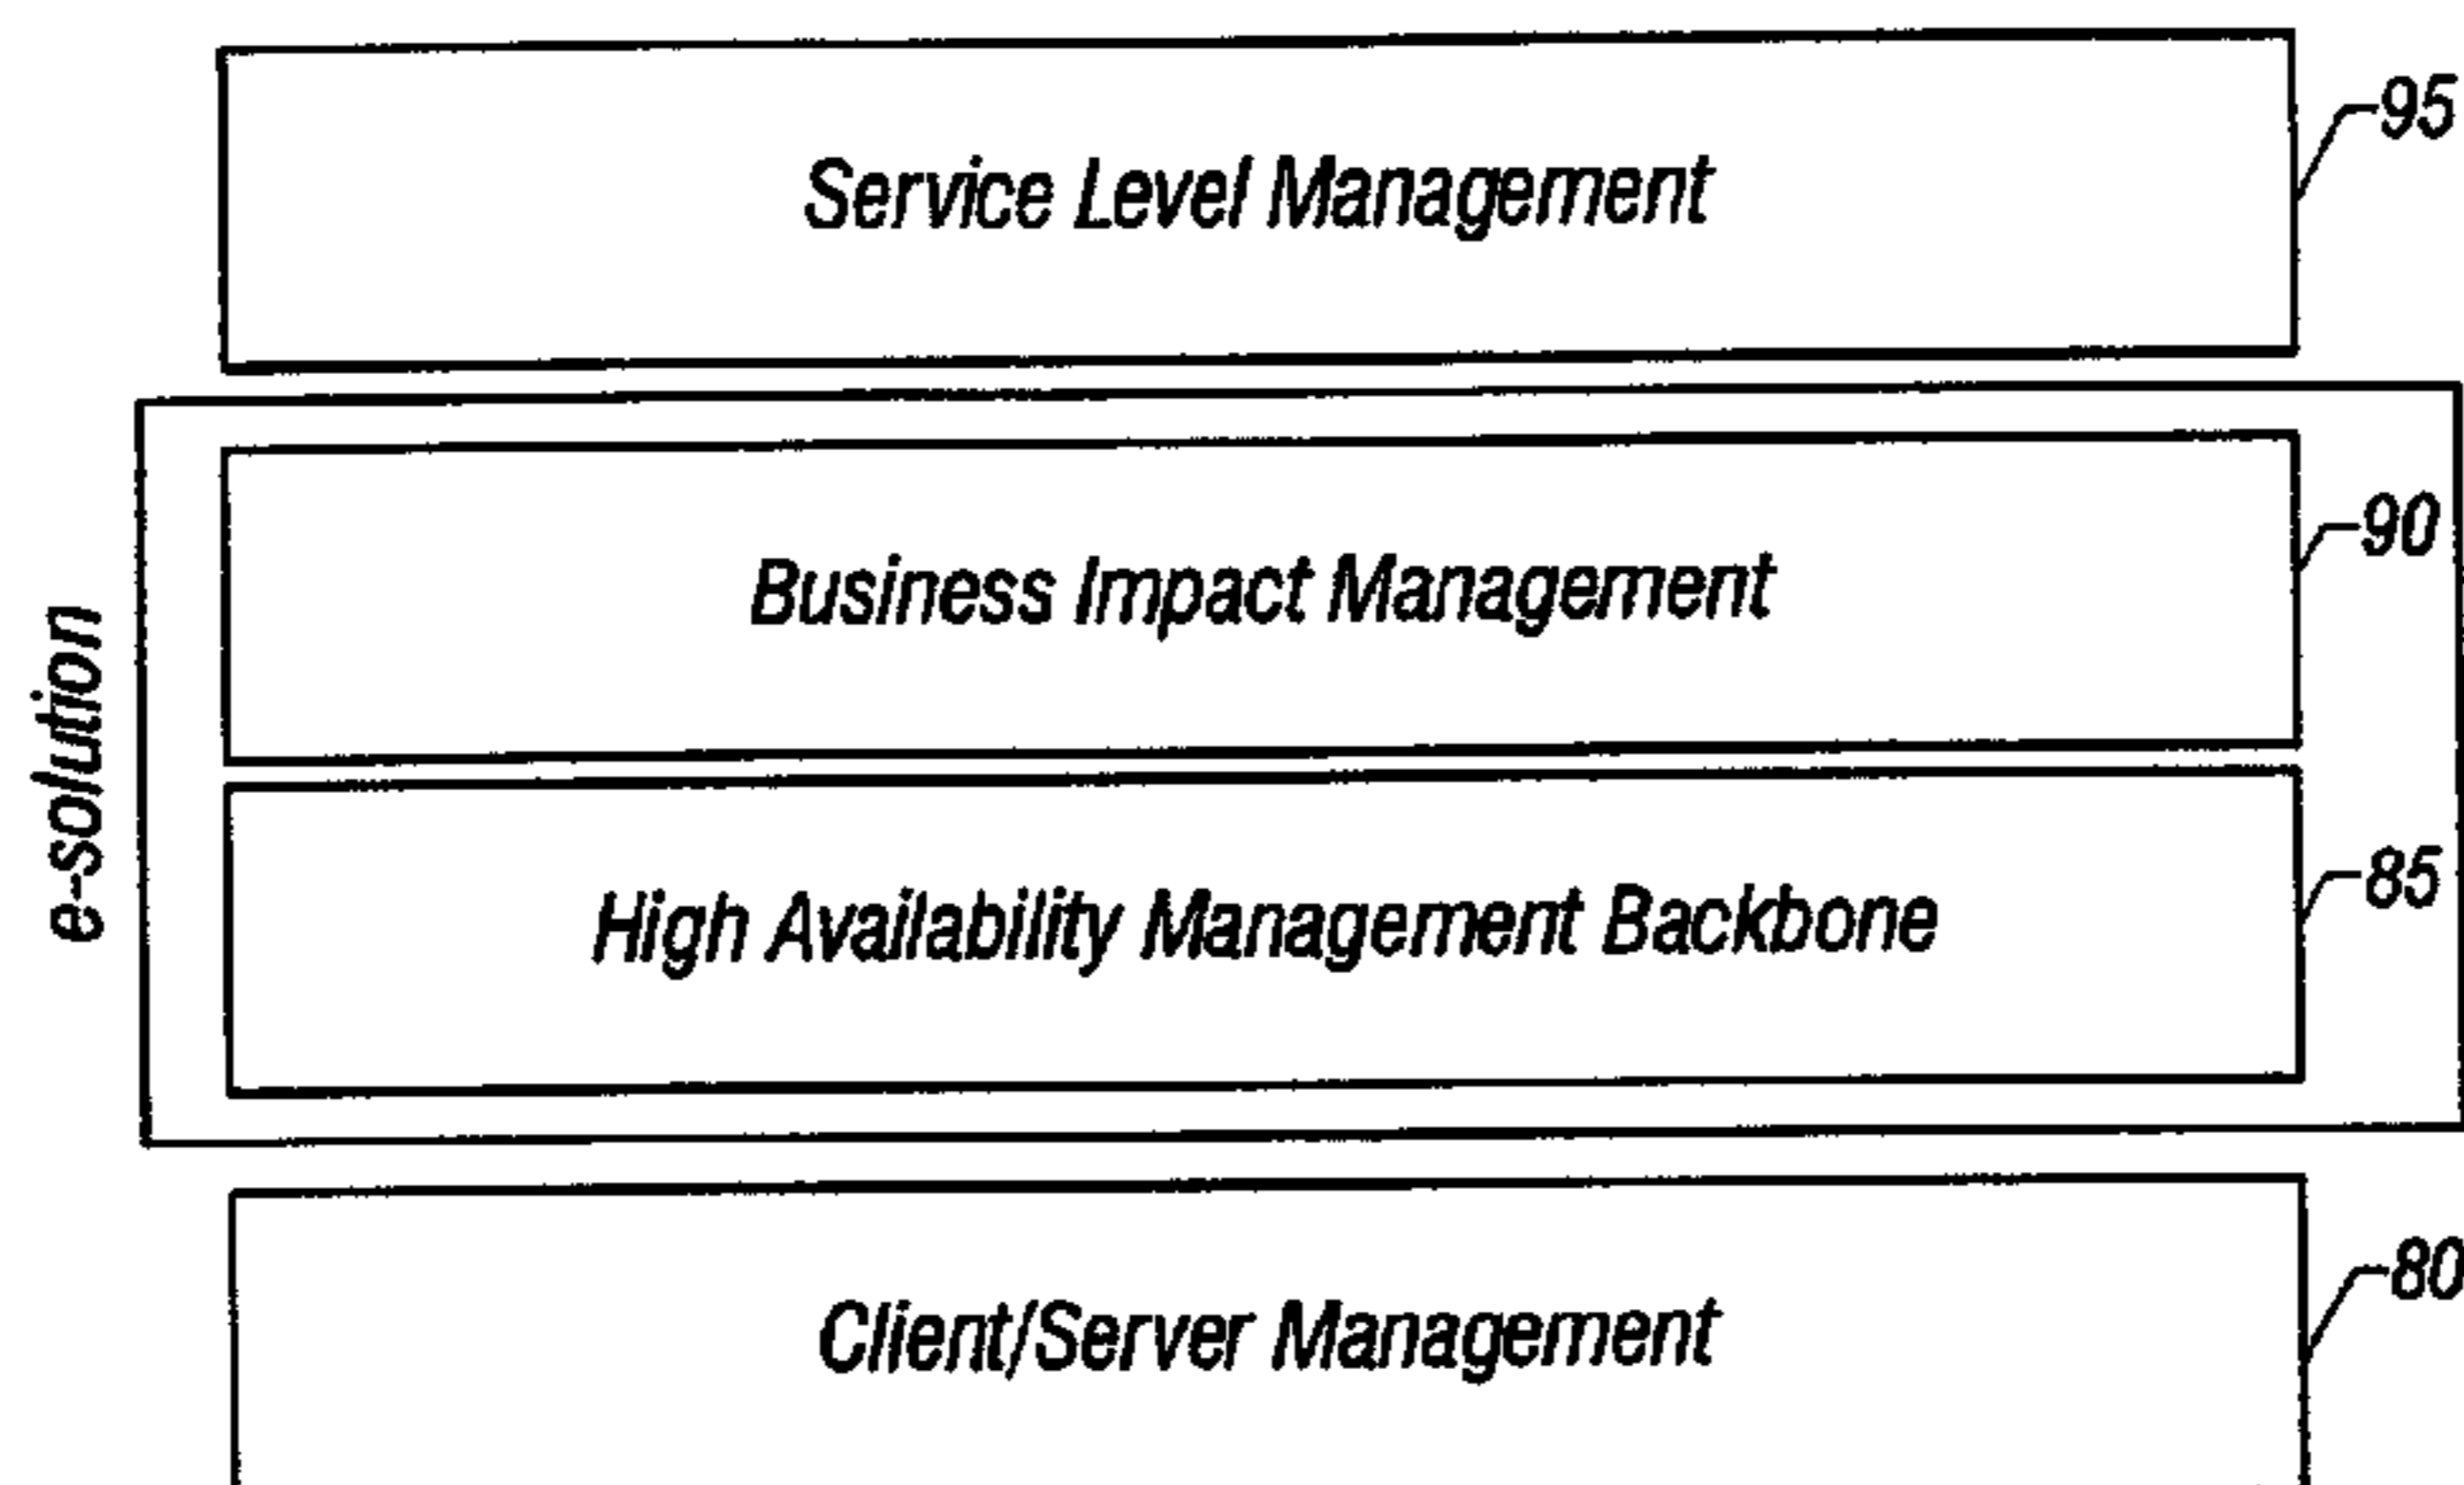 Service Level Management
95
e-solution
Business Impact Management
90
High Availability Management Backbone
85
Client/Server Management
80